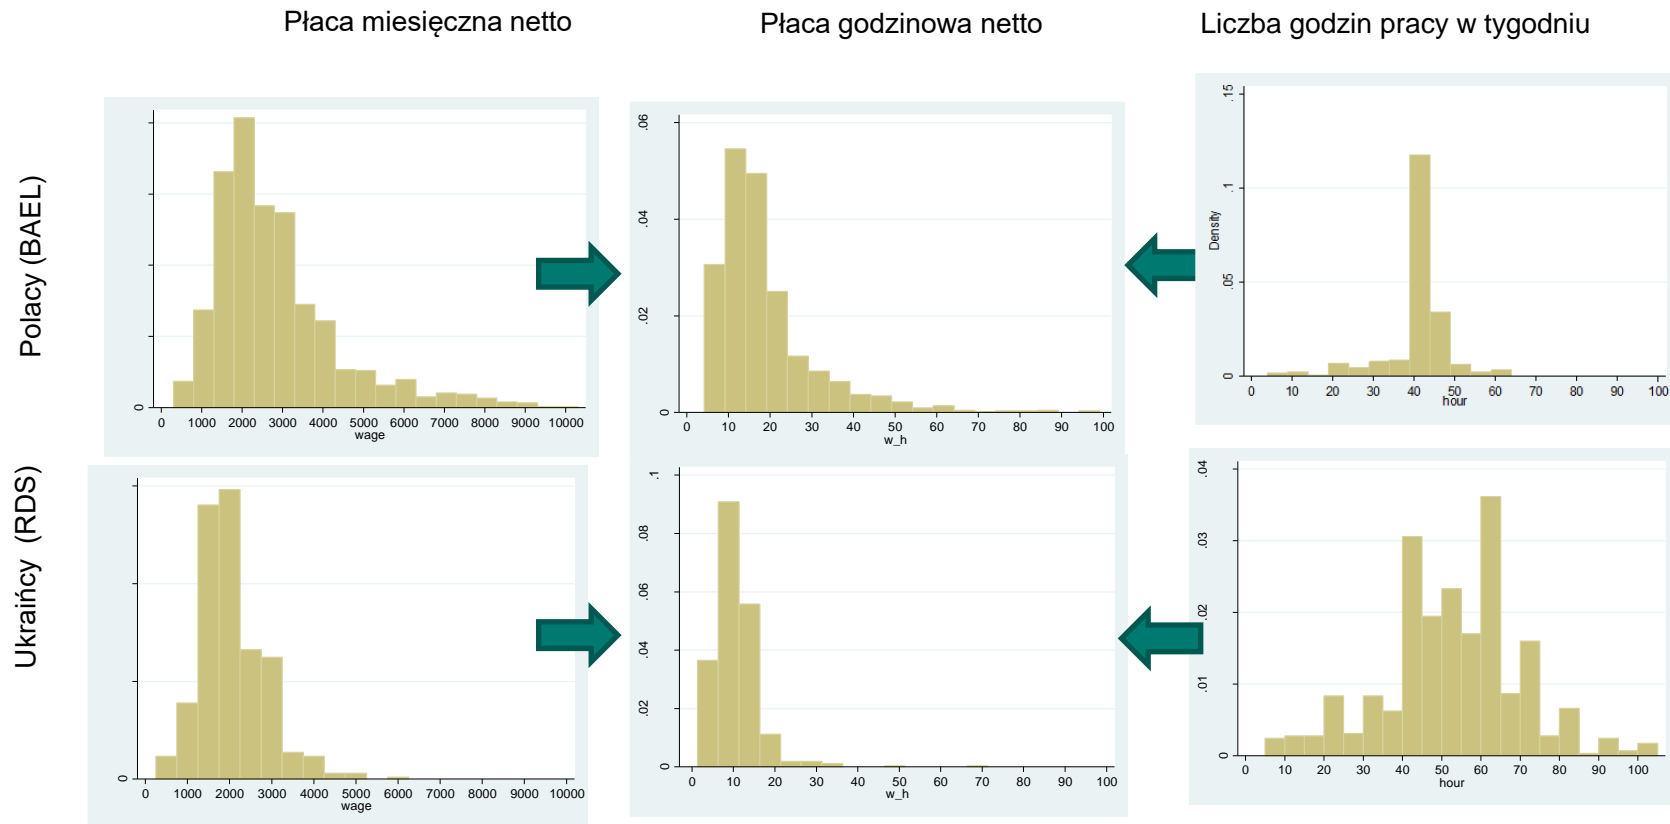 Płaca miesięczna netto
Płaca godzinowa netto
Liczba godzin pracy w tygodniu
Polacy (BAEL)
0
0 1000 2000 3000 4000 5000 6000 7000 8000 9000 10000
wage
0 .02 .04 .06
0 10 20 30 40 50 60 70 80 90 100
w_h
Density
0 .05 .1 .15
0 10 20 30 40 50 60 70 80 90 100
hour
Ukraińcy (RDS)
0
0 1000 2000 3000 4000 5000 6000 7000 8000 9000 10000
wage
0 .02 .04 .06 .08 .1
0 10 20 30 40 50 60 70 80 90 100
w_h
0 .01 .02 .03 .04
0 10 20 30 40 50 60 70 80 90 100
hour